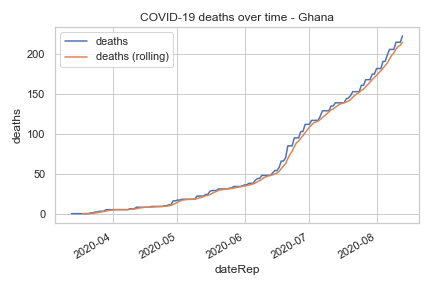 COVID-19 deaths over time - Ghana
deaths
deaths (rolling)
deaths
200
150
100
50
0
2020-04
2020-05
2020-06
2020-07
2020-08
dateRep